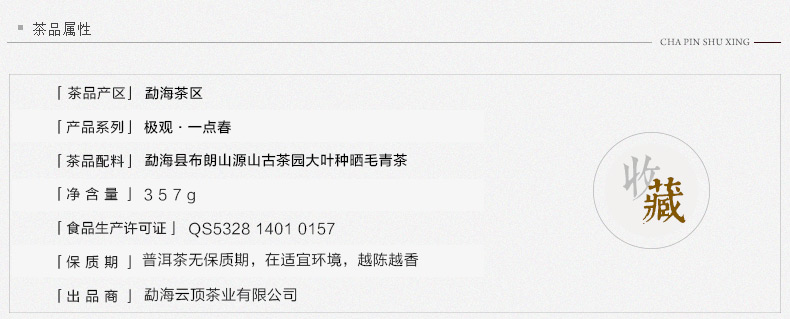 茶品属性
CHA PIN SHU XING
「茶品产区」 勐海茶区
「产品系列」 极观·一点春
「茶品配料」 勐海县布朗山源山古茶园大叶种晒毛青茶
「净含量」 357g
「食品生产许可证」 QS5328 1401 0157
「保质期」 普洱茶无保质期，在适宜环境，越陈越香
「出品商」 勐海云顶茶业有限公司
收藏